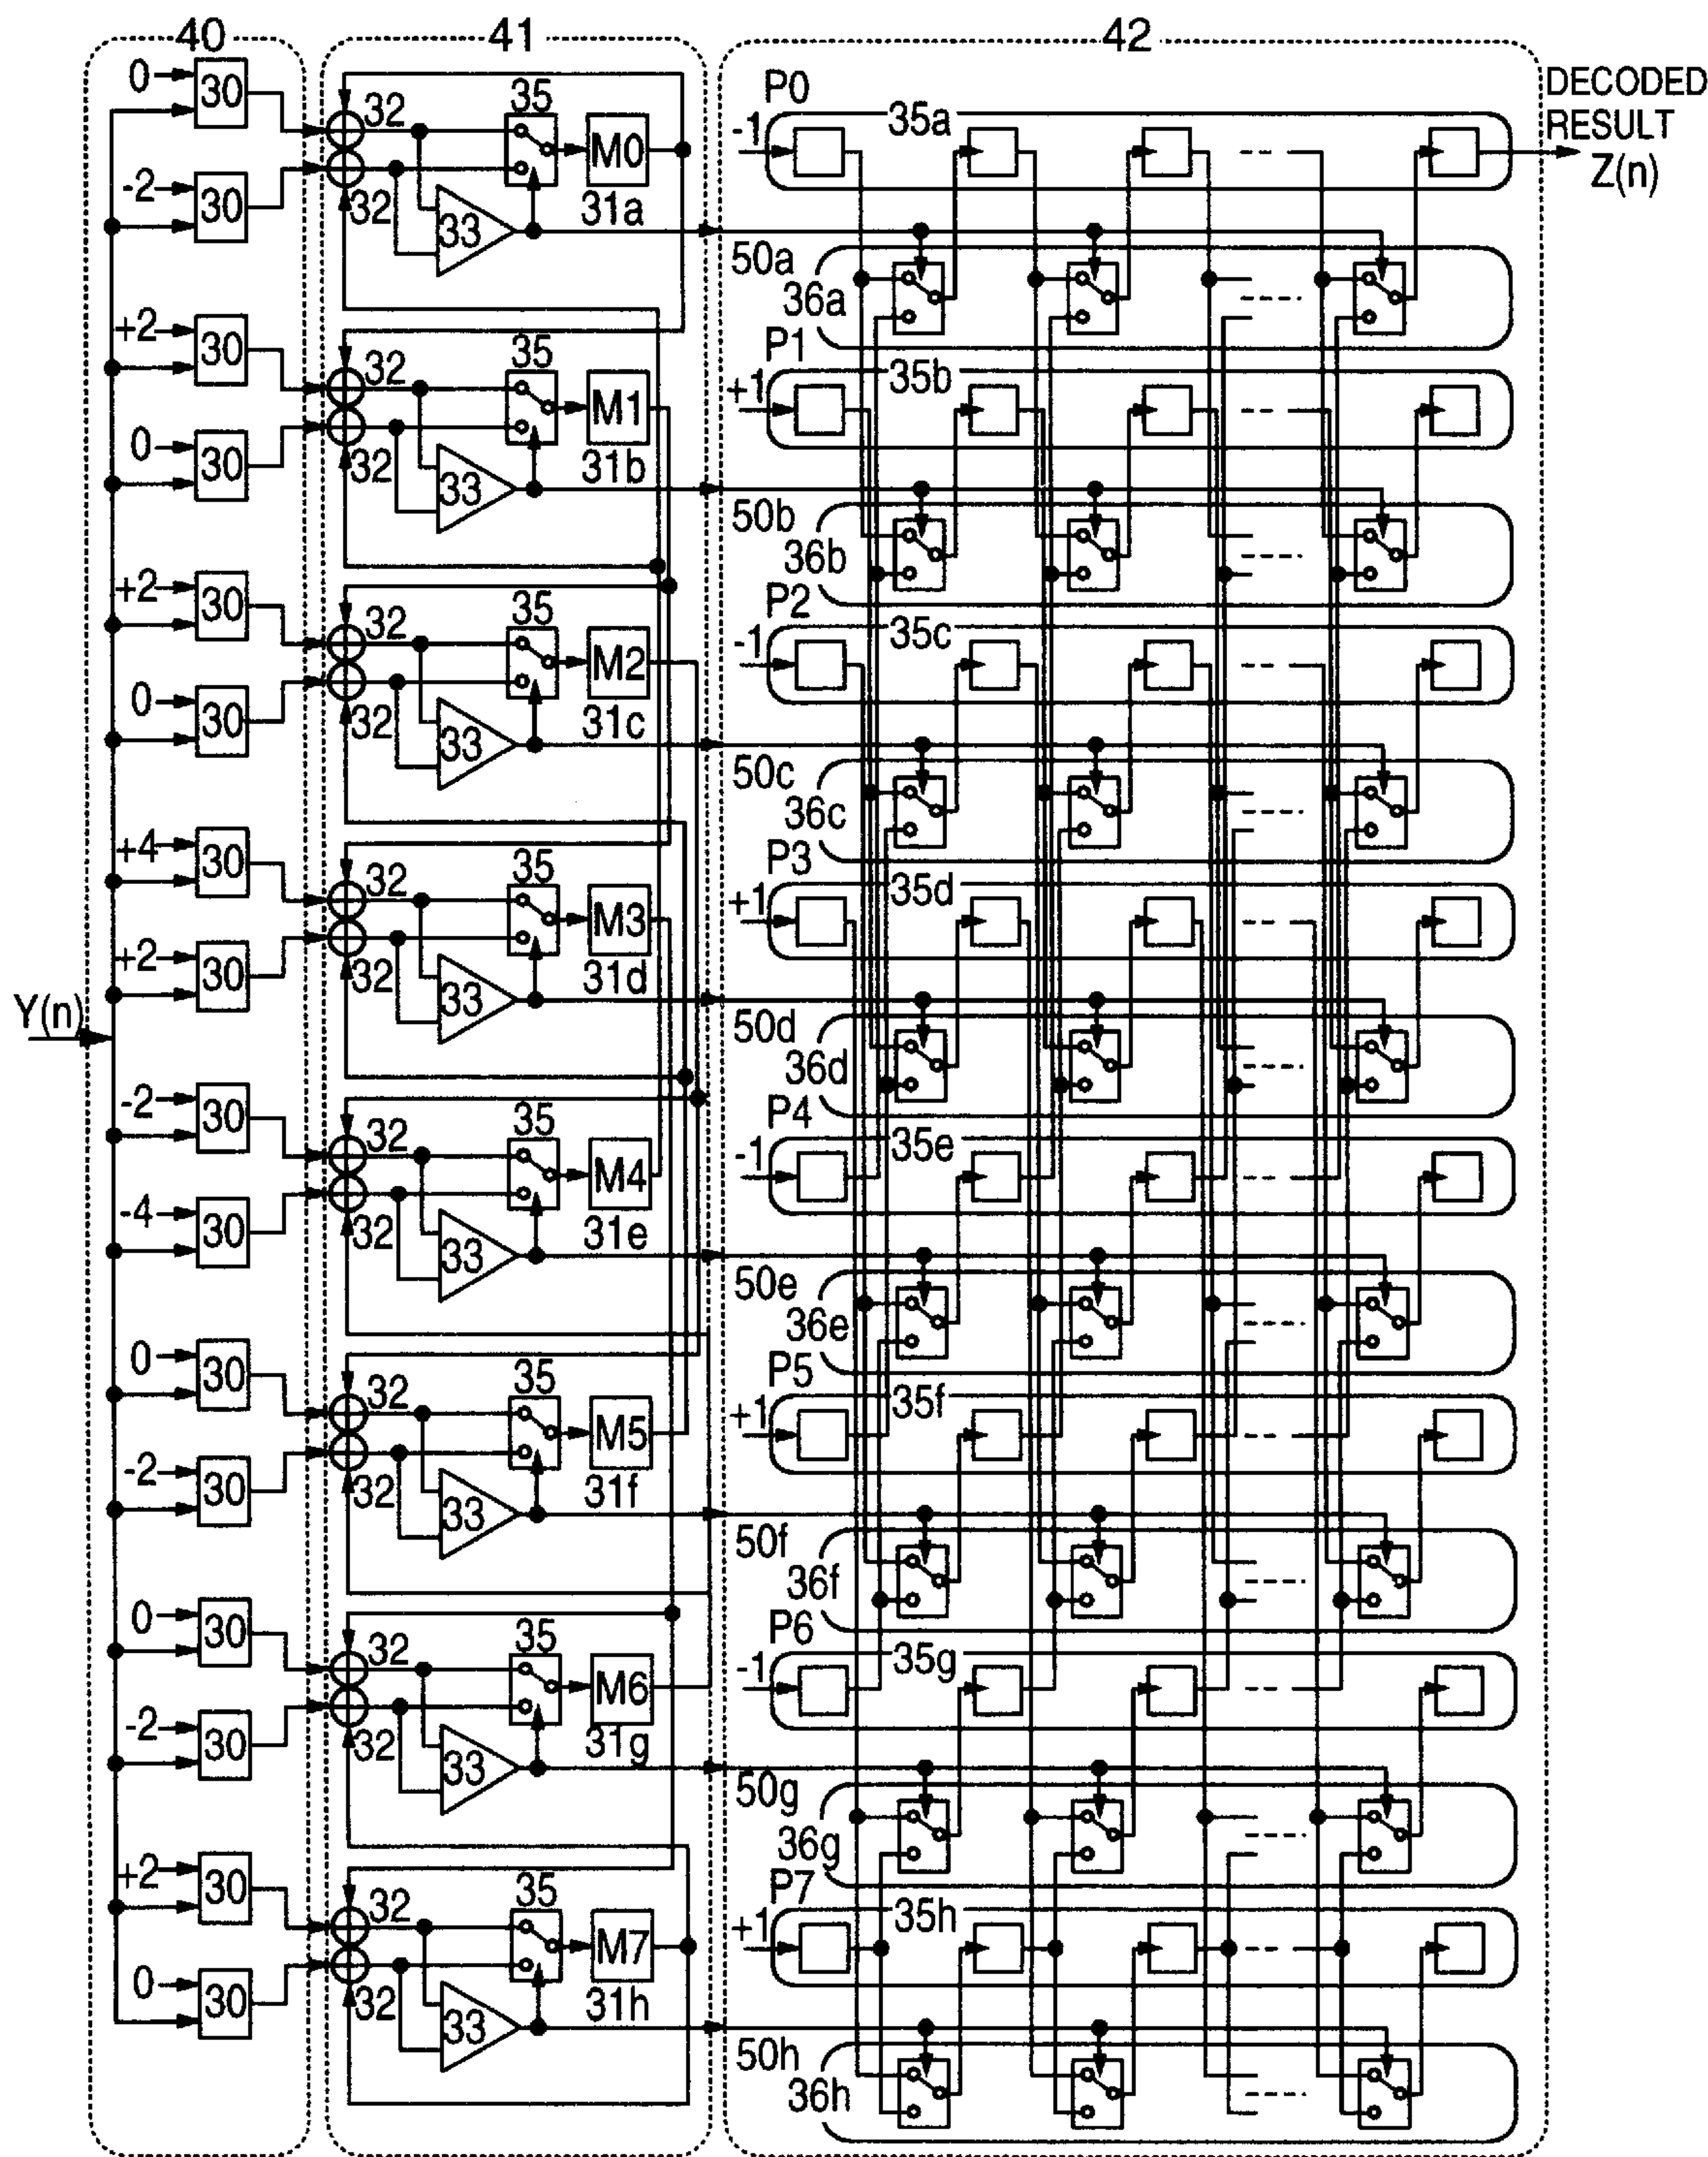 40 41 42
0 30 32 35 M0 P0 35a DECODED
-1 RESULT
Z(n)
-2 30 32 33 31a
50a
36a
+2 30 32 35 M1 P1 35b
+1
0 30 32 33 31b
50b
36b
+2 30 32 35 M2 P2 35c
-1
0 30 32 33 31c
50c
36c
+4 30 32 35 M3 P3 35d
+1
+2 30 32 33 31d
Y(n)
50d
36d
-2 30 32 35 M4 P4 35e
-1
-4 30 32 33 31e
50e
36e
0 30 32 35 M5 P5 35f
+1
-2 30 32 33 31f
50f
36f
0 30 32 35 M6 P6 35g
-1
-2 30 32 33 31g
50g
36g
+2 30 32 35 M7 P7 35h
+1
0 30 32 33 31h
50h
36h